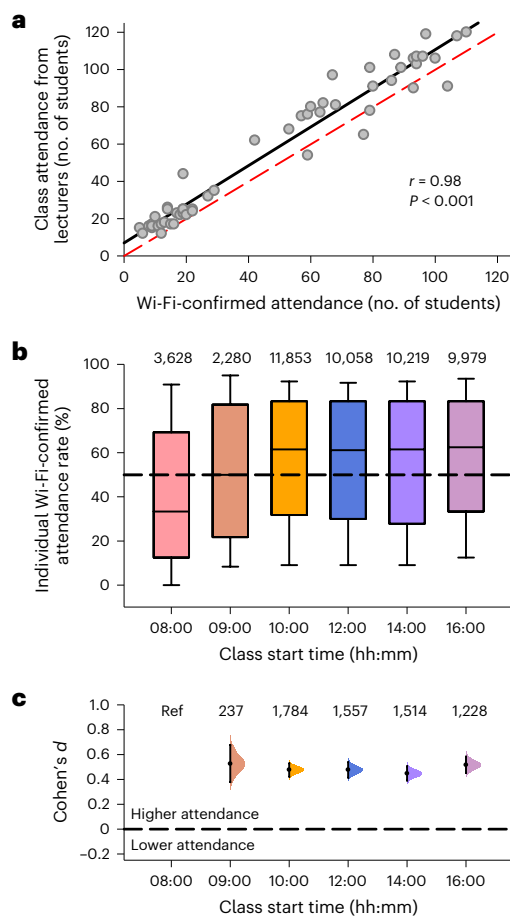 a
Class attendance from
lecturers (no. of students)
120
100
80
60
40
20
0
r = 0.98
P < 0.001
0 20 40 60 80 100 120
Wi-Fi-confirmed attendance (no. of students)
b
Individual Wi-Fi-confirmed
attendance rate (%)
3,628 2,280 11,853 10,058 10,219 9,979
100
80
60
40
20
0
08:00 09:00 10:00 12:00 14:00 16:00
Class start time (hh:mm)
c
Cohen's d
Ref 237 1,784 1,557 1,514 1,228
1.0
0.8
0.6
0.4
0.2
0
−0.2
Higher attendance
Lower attendance
08:00 09:00 10:00 12:00 14:00 16:00
Class start time (hh:mm)